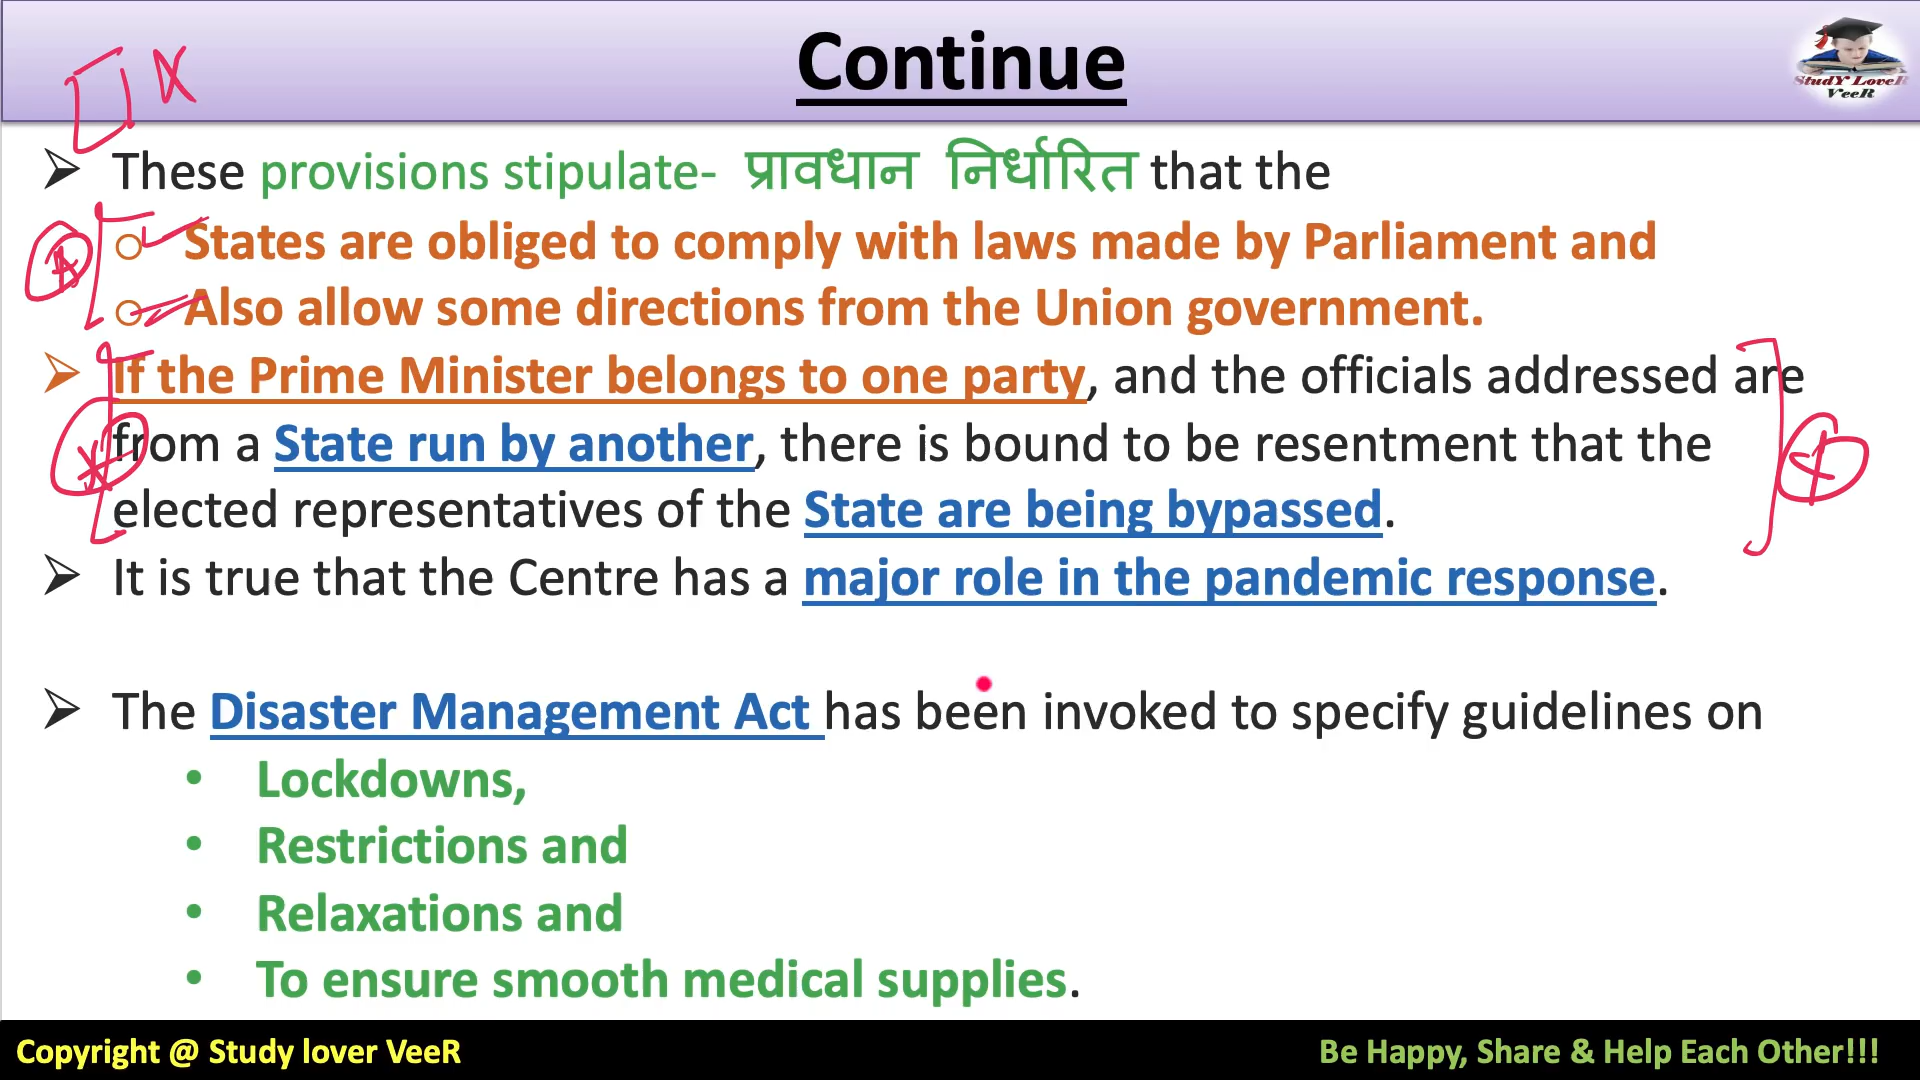 Continue
StudY LoveR
VeeR
➢ These provisions stipulate- प्रावधान निर्धारित that the
o States are obliged to comply with laws made by Parliament and
o Also allow some directions from the Union government.
➢ If the Prime Minister belongs to one party, and the officials addressed are
from a State run by another, there is bound to be resentment that the
elected representatives of the State are being bypassed.
➢ It is true that the Centre has a major role in the pandemic response.
➢ The Disaster Management Act has been invoked to specify guidelines on
• Lockdowns,
• Restrictions and
• Relaxations and
• To ensure smooth medical supplies.
Copyright @ Study lover VeeR
Be Happy, Share & Help Each Other!!!